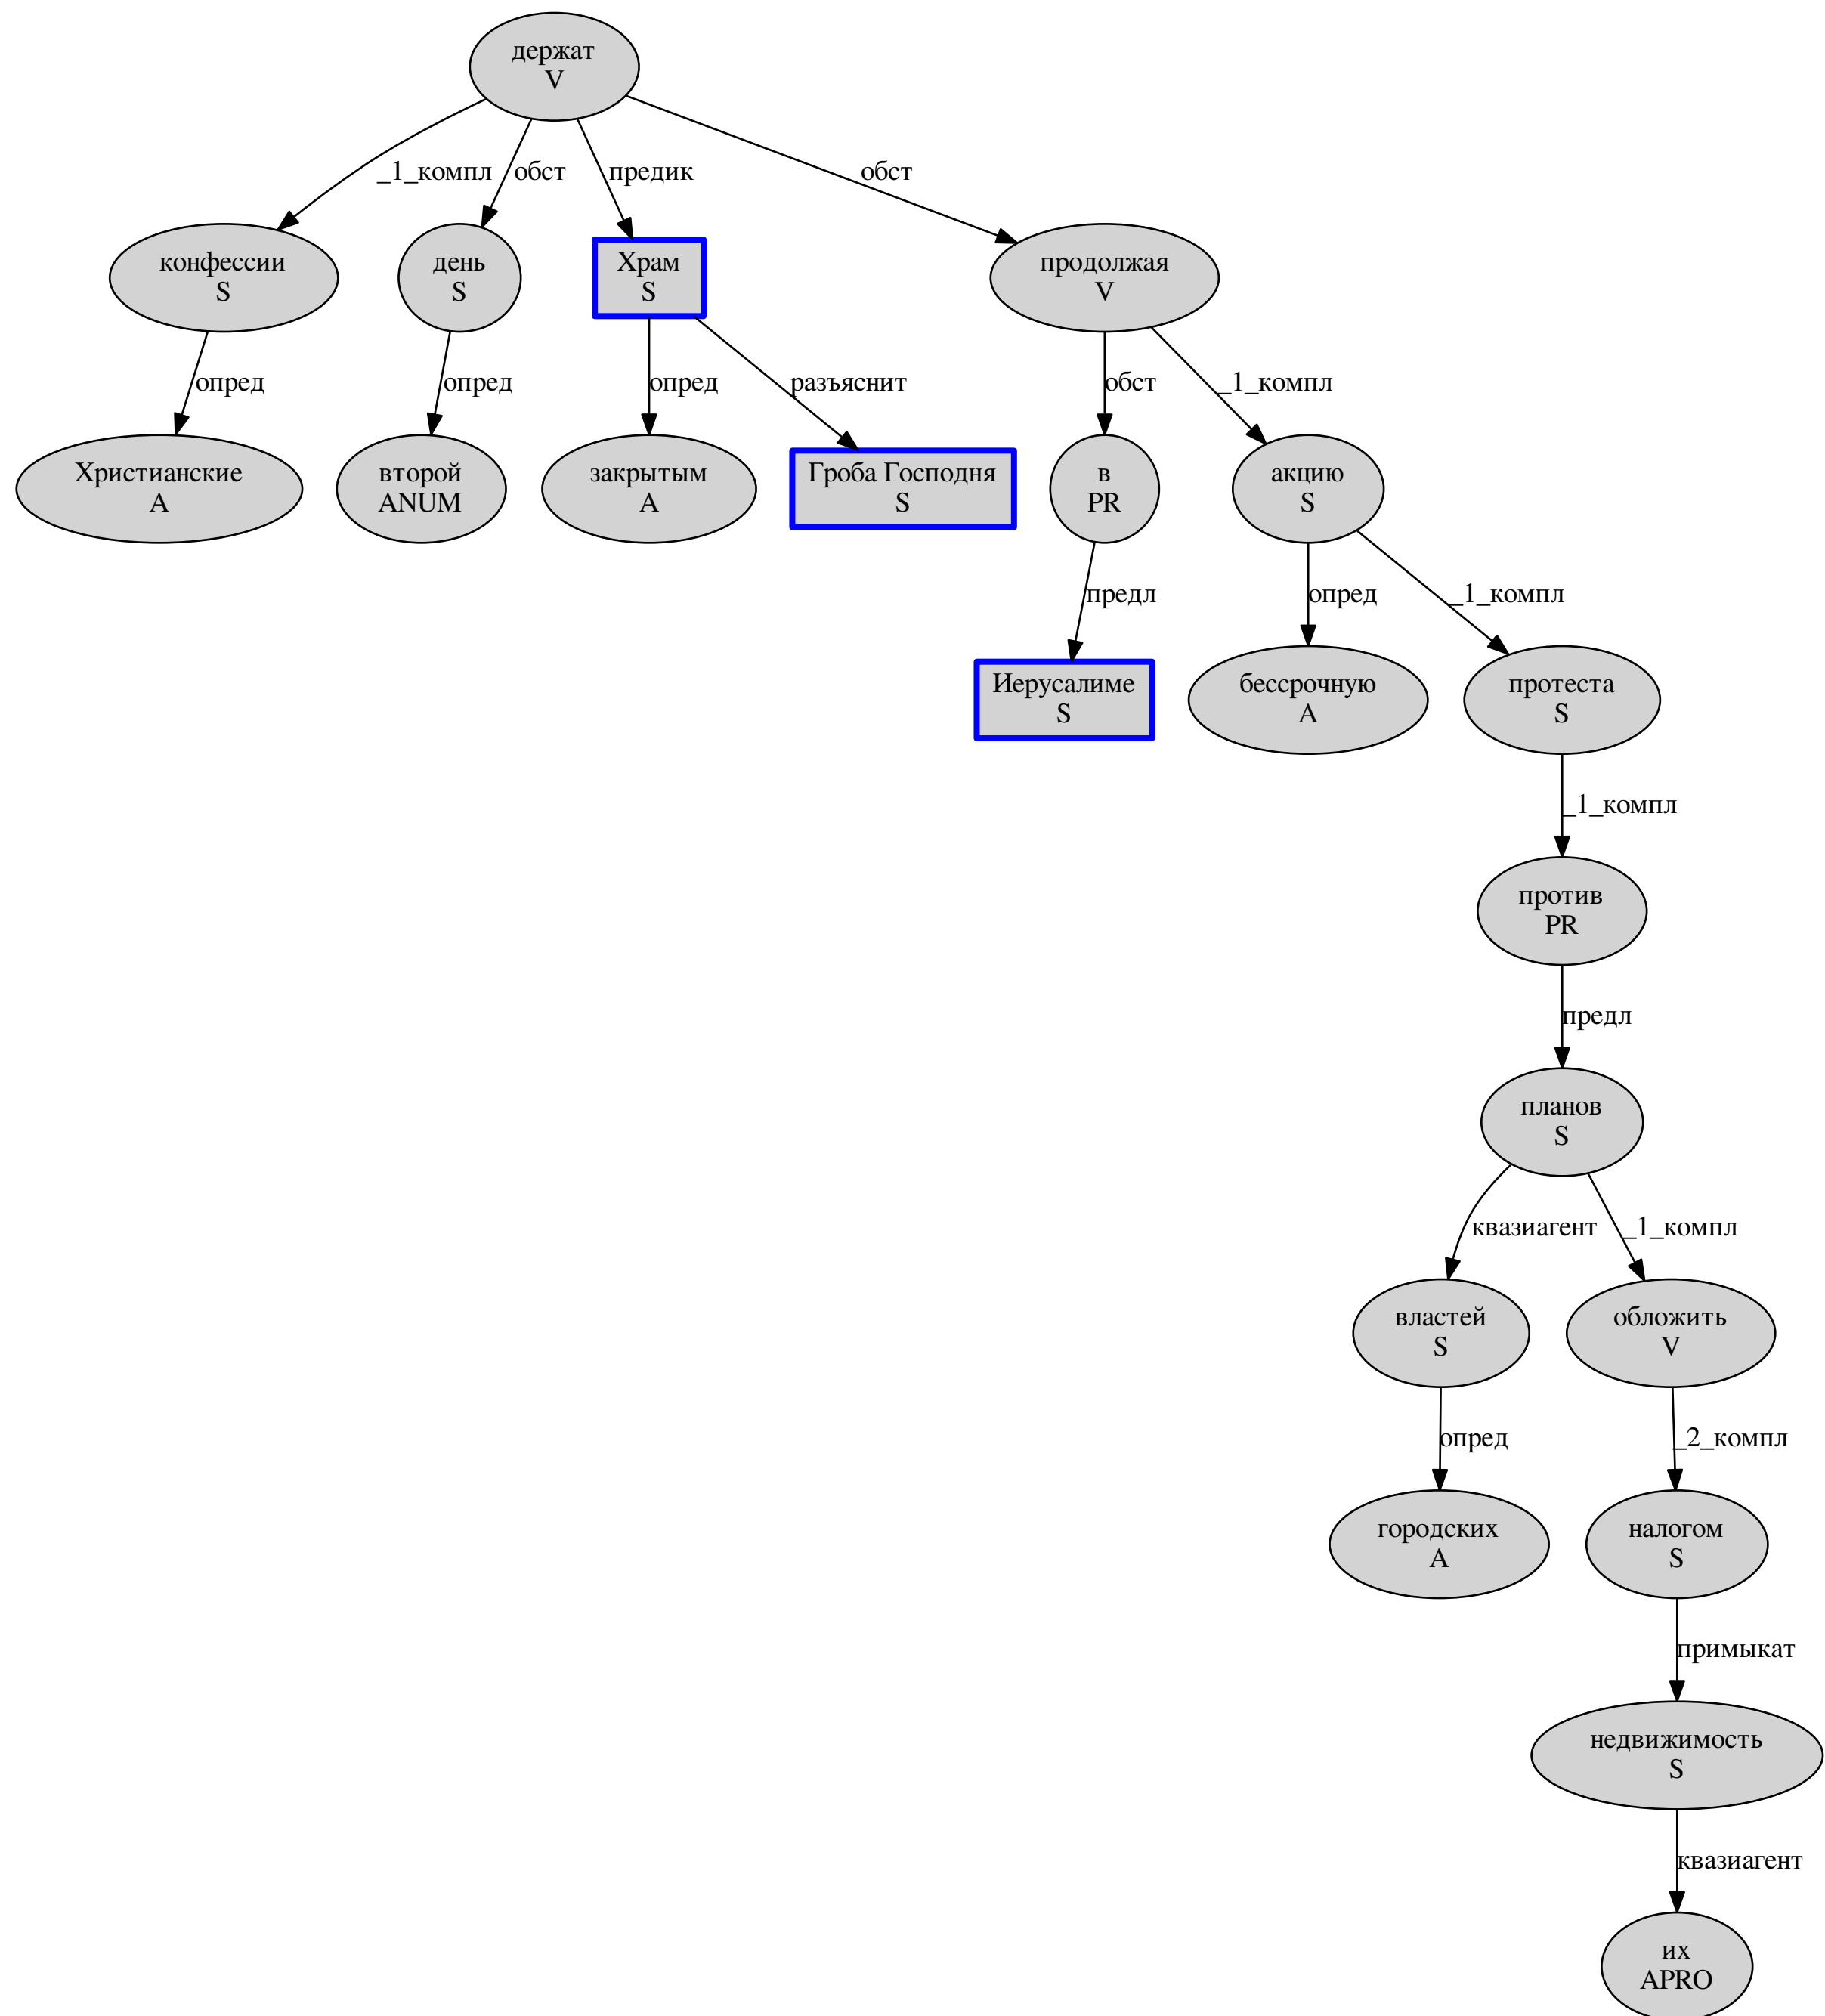 держат
V
_1_компл
обст
предик
обст
конфессии
S
день
S
Храм
S
продолжая
V
опред
опред
опред
разъяснит
обст
_1_компл
Христианские
A
второй
ANUM
закрытым
A
Гроба Господня
S
в
PR
акцию
S
предл
опред
_1_компл
Иерусалиме
S
бессрочную
A
протеста
S
_1_компл
против
PR
предл
планов
S
квазиагент
_1_компл
властей
S
обложить
V
опред
_2_компл
городских
A
налогом
S
примыкат
недвижимость
S
квазиагент
их
APRO